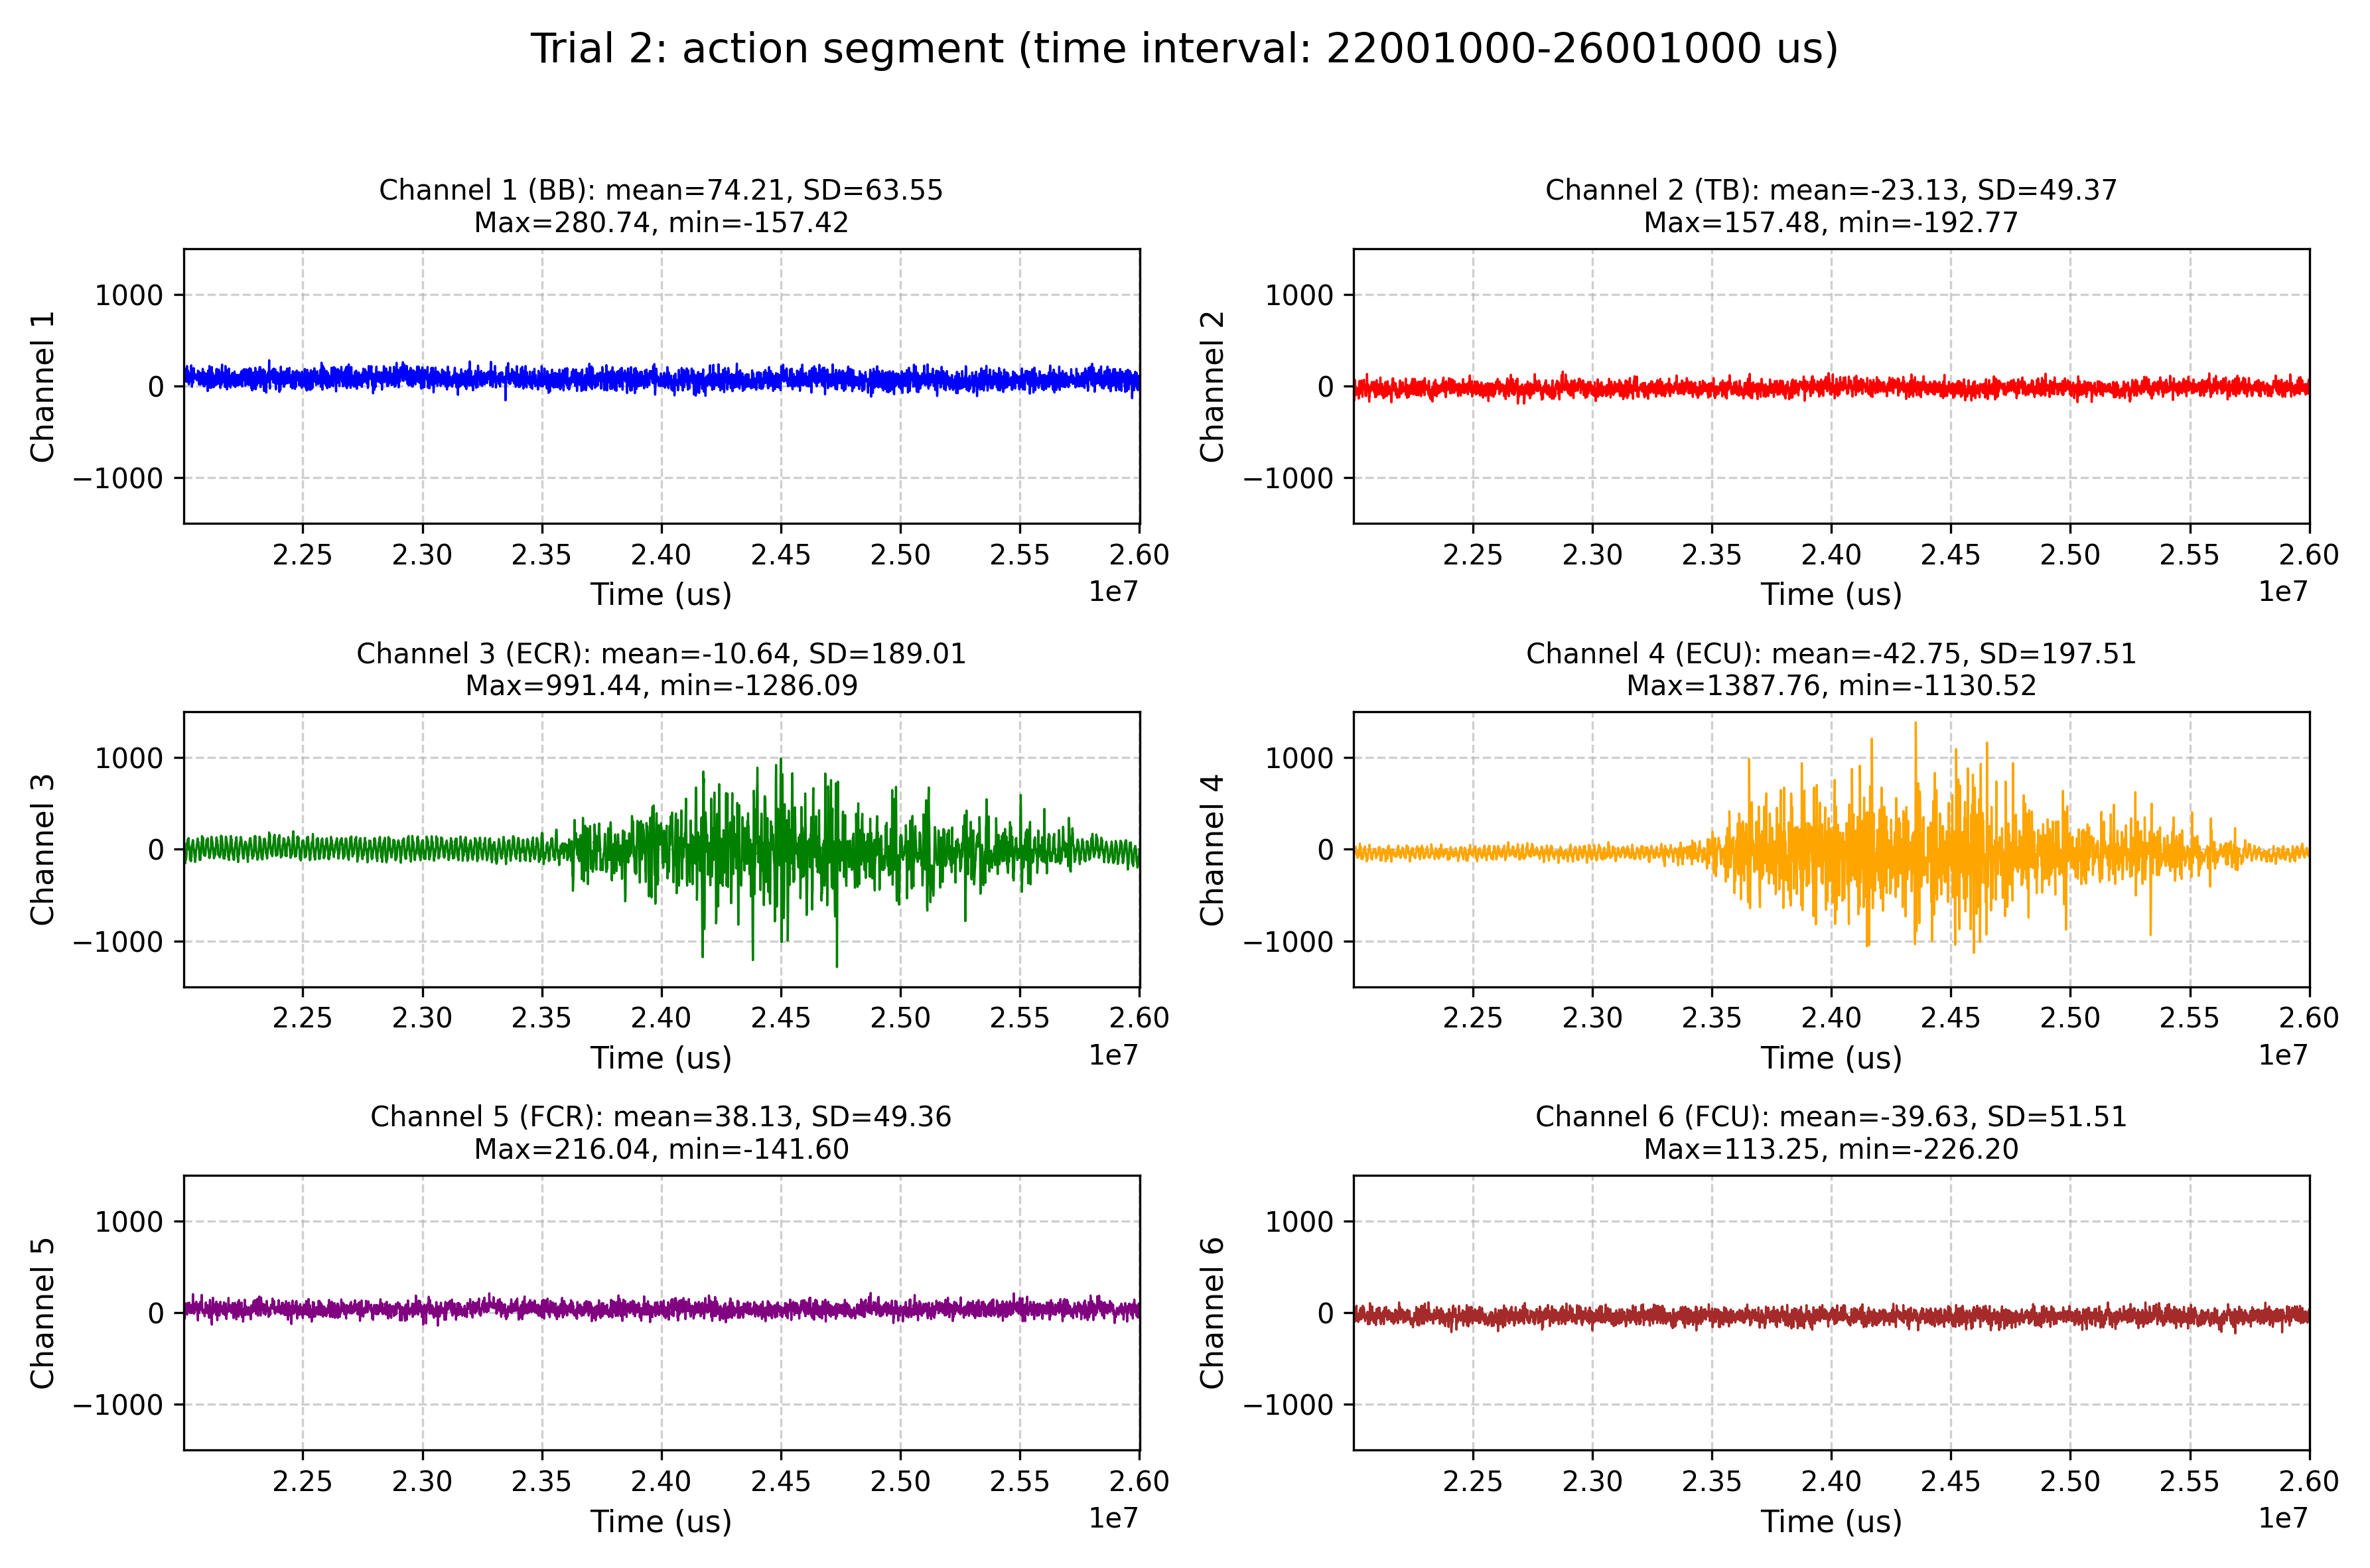 Trial 2: action segment (time interval: 22001000-26001000 us)
Channel 1 (BB): mean=74.21, SD=63.55
Max=280.74, min=-157.42
Channel 1
1000
0
−1000
2.25 2.30 2.35 2.40 2.45 2.50 2.55 2.60
Time (us)
1e7
Channel 2 (TB): mean=-23.13, SD=49.37
Max=157.48, min=-192.77
Channel 2
1000
0
−1000
2.25 2.30 2.35 2.40 2.45 2.50 2.55 2.60
Time (us)
1e7
Channel 3 (ECR): mean=-10.64, SD=189.01
Max=991.44, min=-1286.09
Channel 3
1000
0
−1000
2.25 2.30 2.35 2.40 2.45 2.50 2.55 2.60
Time (us)
1e7
Channel 4 (ECU): mean=-42.75, SD=197.51
Max=1387.76, min=-1130.52
Channel 4
1000
0
−1000
2.25 2.30 2.35 2.40 2.45 2.50 2.55 2.60
Time (us)
1e7
Channel 5 (FCR): mean=38.13, SD=49.36
Max=216.04, min=-141.60
Channel 5
1000
0
−1000
2.25 2.30 2.35 2.40 2.45 2.50 2.55 2.60
Time (us)
1e7
Channel 6 (FCU): mean=-39.63, SD=51.51
Max=113.25, min=-226.20
Channel 6
1000
0
−1000
2.25 2.30 2.35 2.40 2.45 2.50 2.55 2.60
Time (us)
1e7